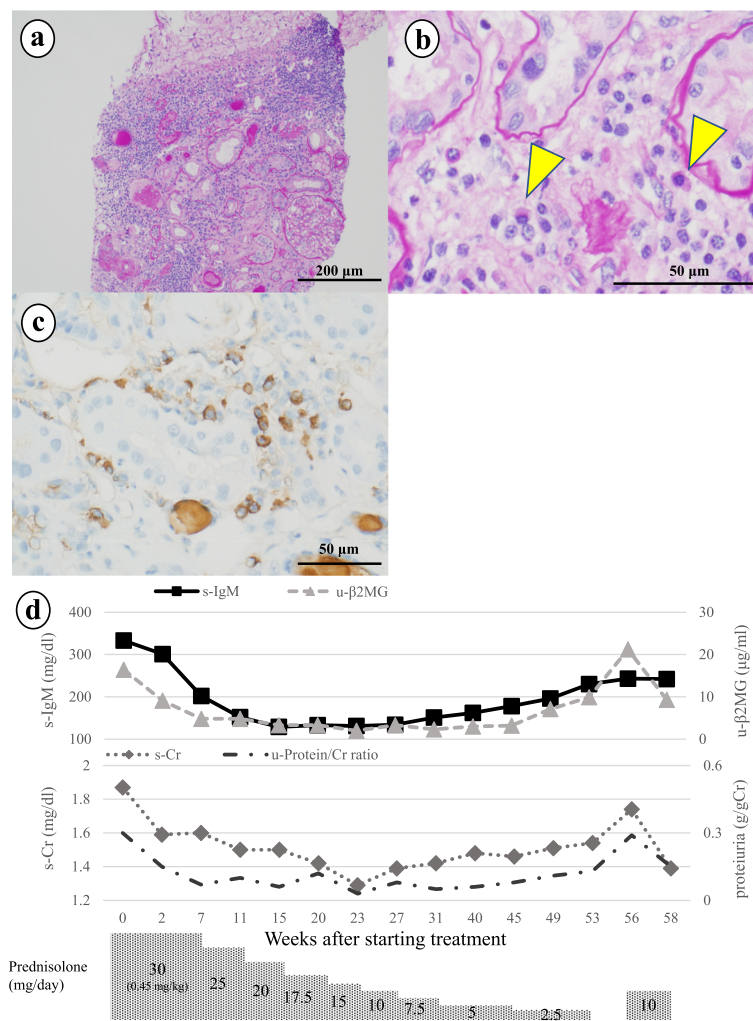 a
b
200 µm
50 µm
c
50 µm
d
s-IgM
u-β2MG
400
300
200
100
s-IgM (mg/dl)
30
20
10
0
u-β2MG (µg/ml)
s-Cr
u-Protein/Cr ratio
2
1.8
1.6
1.4
1.2
s-Cr (mg/dl)
0.6
0.3
0
proteiuria (g/gCr)
0 2 7 11 15 20 23 27 31 40 45 49 53 56 58
Weeks after starting treatment
Prednisolone
(mg/day)
30
(0.45 mg/kg)
25
20
17.5
15
10
7.5
5
2.5
10